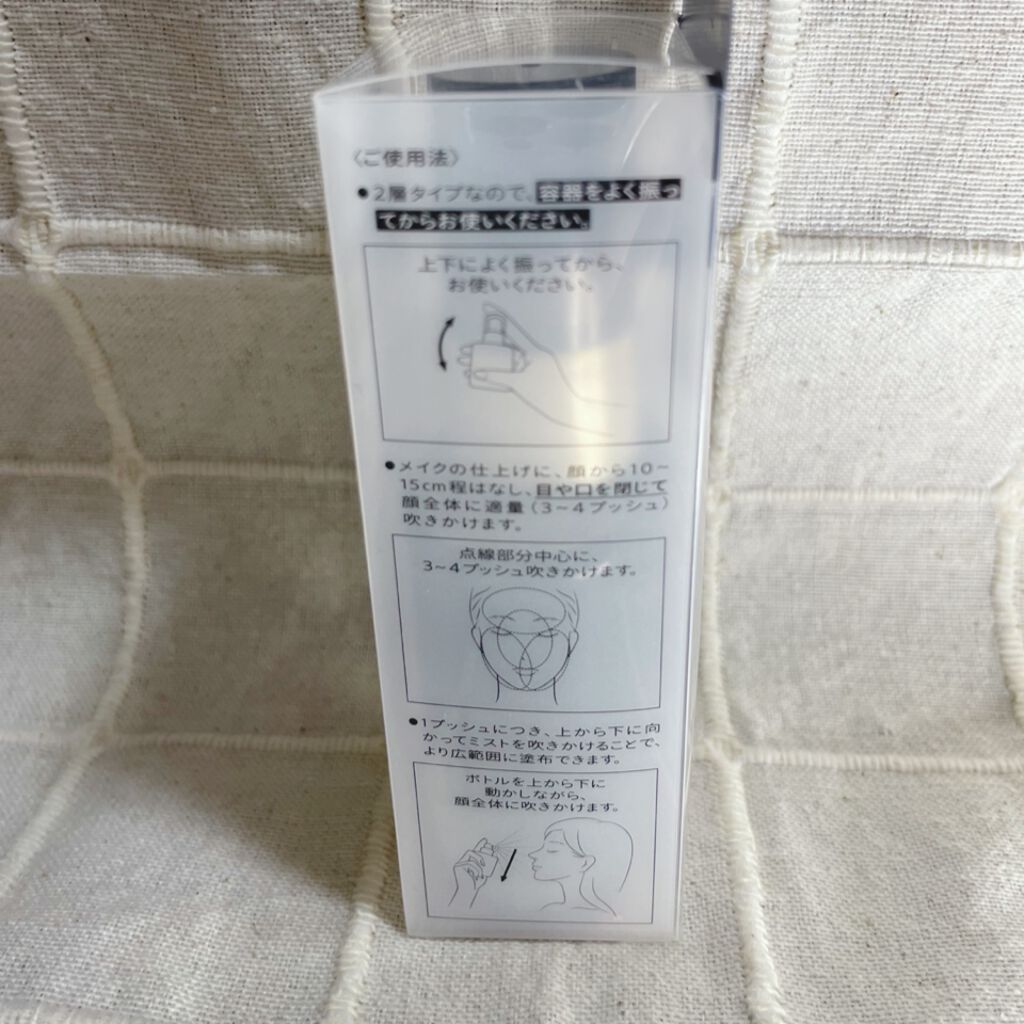 〈ご使用法〉
●2層タイプなので、容器をよく振っ
てからお使いください。
上下によく振ってから、
お使いください。
●メイクの仕上げに、顔から10~
15cm程はなし、目や口を閉じて
顔全体に適量(3~4プッシュ)
吹きかけます。
点線部分中心に、
3~4プッシュ吹きかけます。
●1プッシュにつき、上から下に向
かってミストを吹きかけることで、
より広範囲に塗布できます。
ボトルを上から下に
動かしながら、
顔全体に吹きかけます。